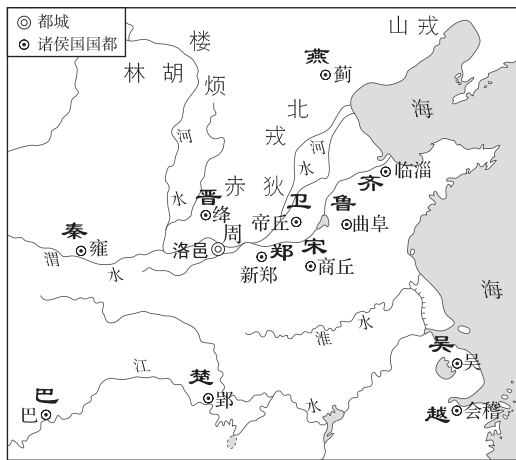 都城
诸侯国国都
山戎
楼烦
林胡
燕
蓟
海
北戎
河水
河水
赤狄
齐
临淄
晋
绛
卫
帝丘
鲁
曲阜
秦
雍
周
洛邑
郑
新郑
宋
商丘
渭水
海
淮水
吴
吴
江水
楚
郢
巴
巴
越
会稽